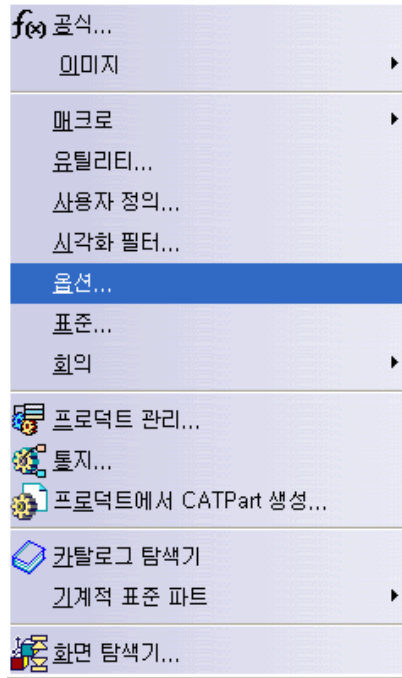 f(x) 공식...
이미지
매크로
유틸리티...
사용자 정의...
시각화 필터...
옵션...
표준...
회의
프로덕트 관리...
통지...
프로덕트에서 CATPart 생성...
카탈로그 탐색기
기계적 표준 파트
화면 탐색기...